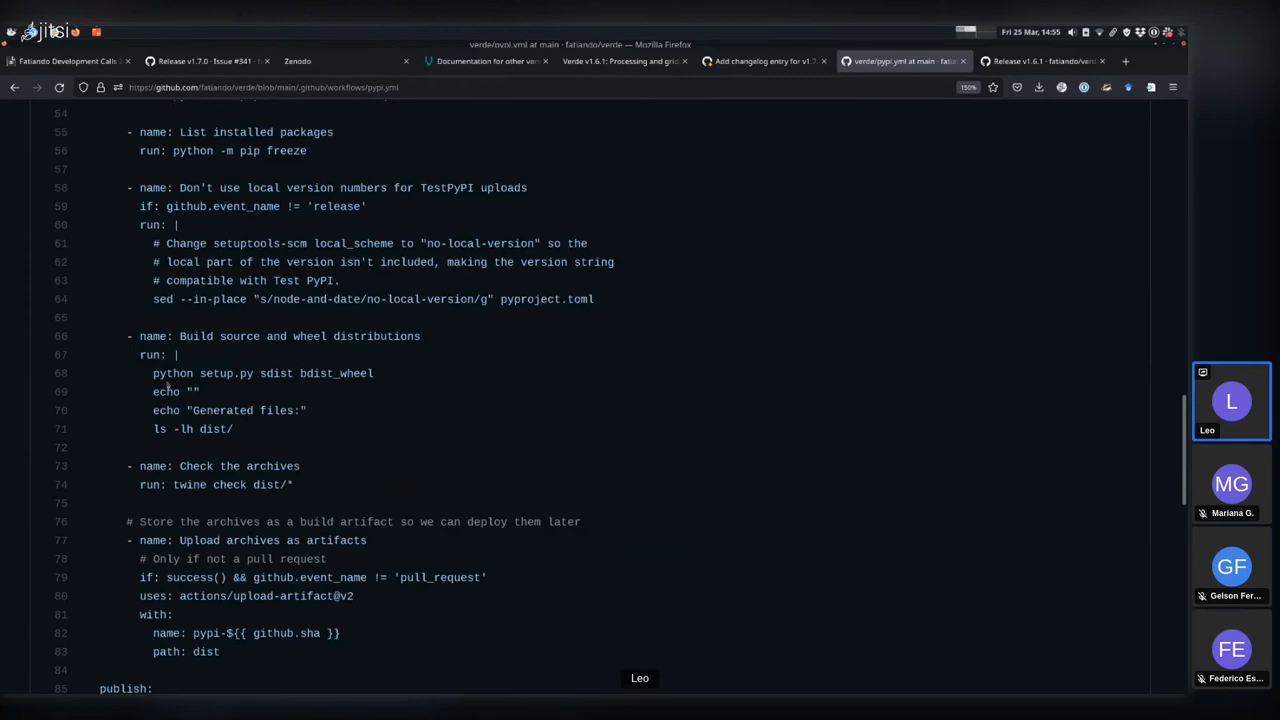 jitsi
Fri 25 Mar, 14:55
verde/pypi.yml at main · fatiando/verde — Mozilla Firefox
Fatiando Development Calls 2
Release v1.7.0 · Issue #341 · f
Zenodo
Documentation for other ver
Verde v1.6.1: Processing and grid
Add changelog entry for v1.7
verde/pypi.yml at main · fatia
Release v1.6.1 · fatiando/verd
https://github.com/fatiando/verde/blob/main/.github/workflows/pypi.yml
150%
54
55 - name: List installed packages
56 run: python -m pip freeze
57
58 - name: Don't use local version numbers for TestPyPI uploads
59 if: github.event_name != 'release'
60 run: |
61 # Change setuptools-scm local_scheme to "no-local-version" so the
62 # local part of the version isn't included, making the version string
63 # compatible with Test PyPI.
64 sed --in-place "s/node-and-date/no-local-version/g" pyproject.toml
65
66 - name: Build source and wheel distributions
67 run: |
68 python setup.py sdist bdist_wheel
69 echo ""
70 echo "Generated files:"
71 ls -lh dist/
72
73 - name: Check the archives
74 run: twine check dist/*
75
76 # Store the archives as a build artifact so we can deploy them later
77 - name: Upload archives as artifacts
78 # Only if not a pull request
79 if: success() && github.event_name != 'pull_request'
80 uses: actions/upload-artifact@v2
81 with:
82 name: pypi-${{ github.sha }}
83 path: dist
84
85 publish:
Leo
L
Leo
MG
Mariana G.
GF
Gelson Fer...
FE
Federico Es...